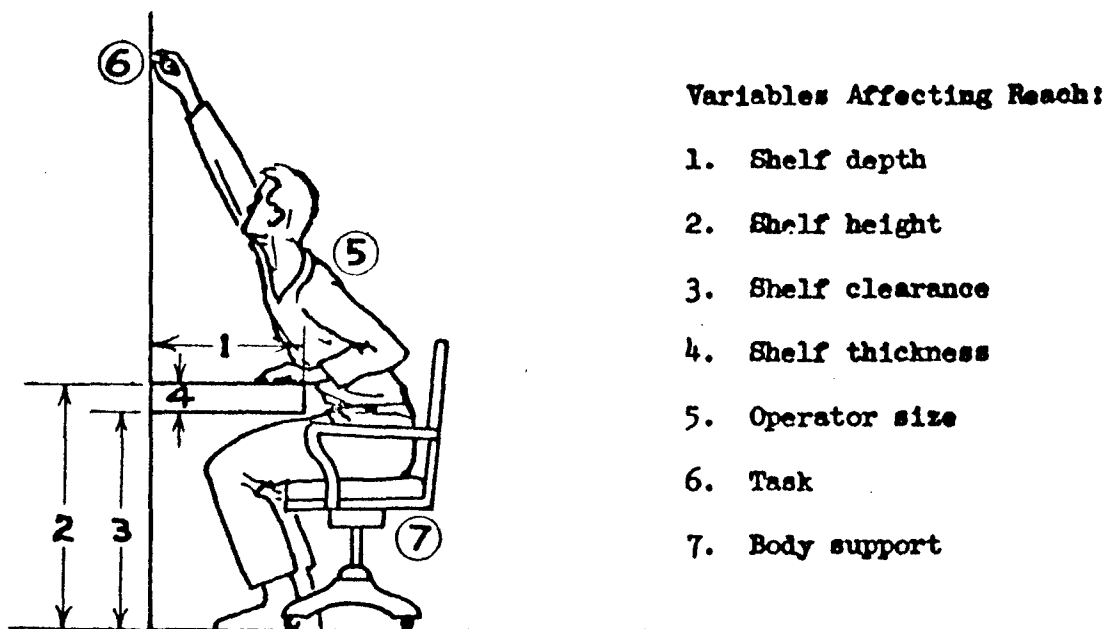 6
5
1
4
2
3
7
Variables Affecting Reach:
1. Shelf depth
2. Shelf height
3. Shelf clearance
4. Shelf thickness
5. Operator size
6. Task
7. Body support